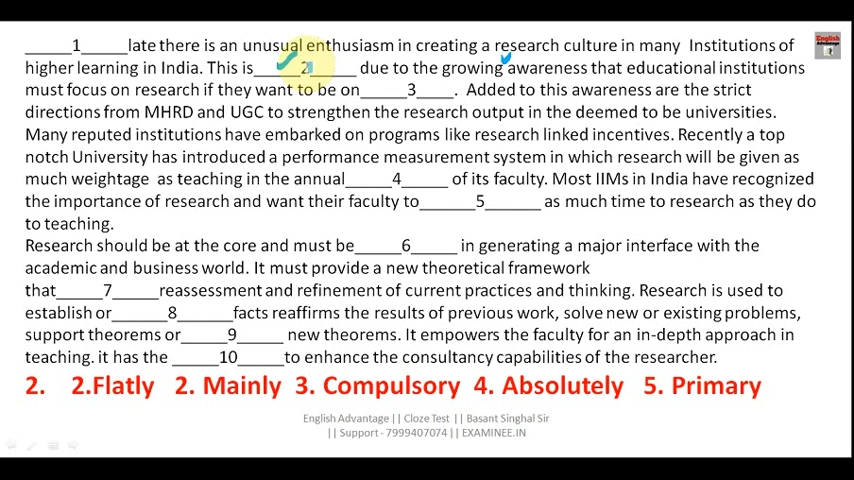 _____1_____late there is an unusual enthusiasm in creating a research culture in many Institutions of
higher learning in India. This is_____2_____ due to the growing awareness that educational institutions
must focus on research if they want to be on_____3____. Added to this awareness are the strict
directions from MHRD and UGC to strengthen the research output in the deemed to be universities.
Many reputed institutions have embarked on programs like research linked incentives. Recently a top
notch University has introduced a performance measurement system in which research will be given as
much weightage as teaching in the annual_____4_____ of its faculty. Most IIMs in India have recognized
the importance of research and want their faculty to______5______ as much time to research as they do
to teaching.
Research should be at the core and must be_____6_____ in generating a major interface with the
academic and business world. It must provide a new theoretical framework
that_____7_____reassessment and refinement of current practices and thinking. Research is used to
establish or______8______facts reaffirms the results of previous work, solve new or existing problems,
support theorems or_____9_____ new theorems. It empowers the faculty for an in-depth approach in
teaching. it has the _____10_____to enhance the consultancy capabilities of the researcher.
2. 2.Flatly 2. Mainly 3. Compulsory 4. Absolutely 5. Primary
English Advantage || Cloze Test || Basant Singhal Sir
|| Support - 7999407074 || EXAMINEE.IN
English
Advantage